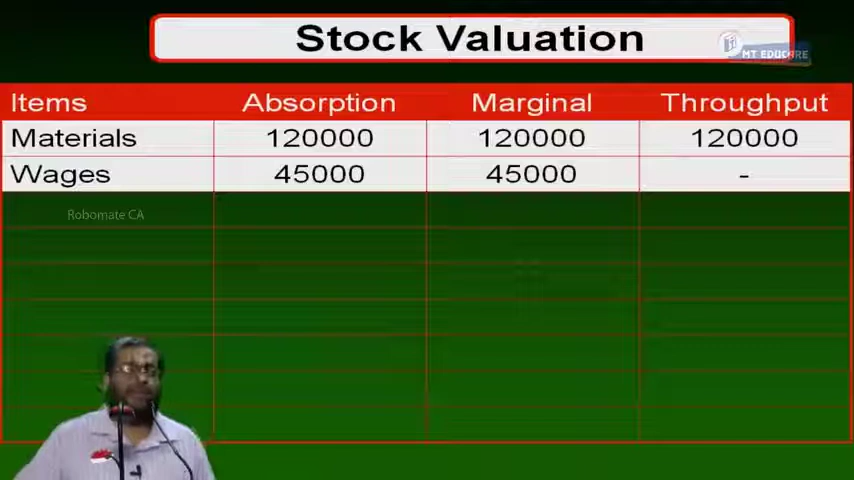 Stock Valuation
MT EDUCARE
Items Absorption Marginal Throughput
Materials 120000 120000 120000
Wages 45000 45000 -
Robomate CA